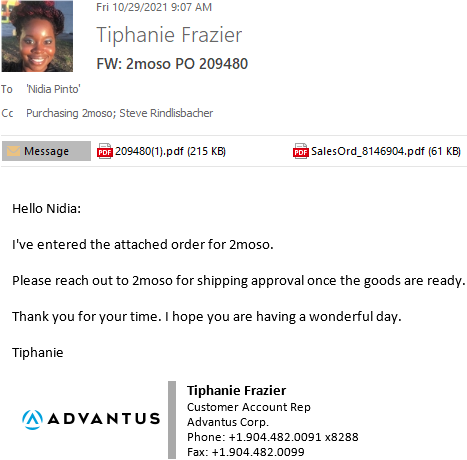 Fri 10/29/2021 9:07 AM
Tiphanie Frazier
FW: 2moso PO 209480
To 'Nidia Pinto'
Cc Purchasing 2moso; Steve Rindlisbacher
Message PDF 209480(1).pdf (215 KB) PDF SalesOrd_8146904.pdf (61 KB)
Hello Nidia:
I've entered the attached order for 2moso.
Please reach out to 2moso for shipping approval once the goods are ready.
Thank you for your time. I hope you are having a wonderful day.
Tiphanie
ADVANTUS
Tiphanie Frazier
Customer Account Rep
Advantus Corp.
Phone: +1.904.482.0091 x8288
Fax: +1.904.482.0099